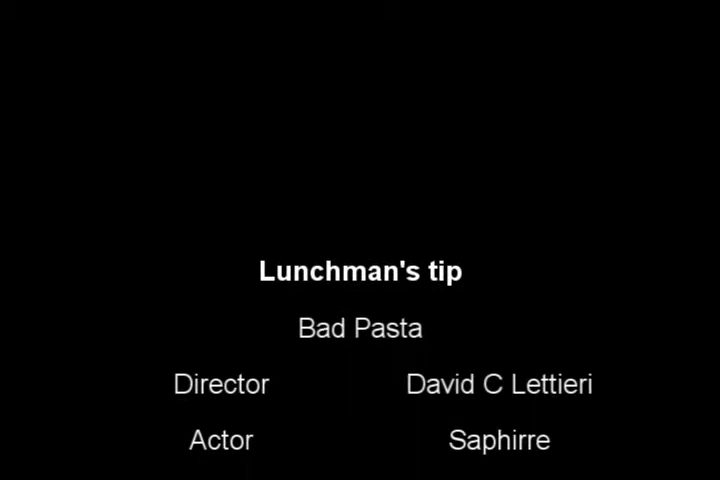 Lunchman's tip
Bad Pasta
Director David C Lettieri
Actor Saphirre